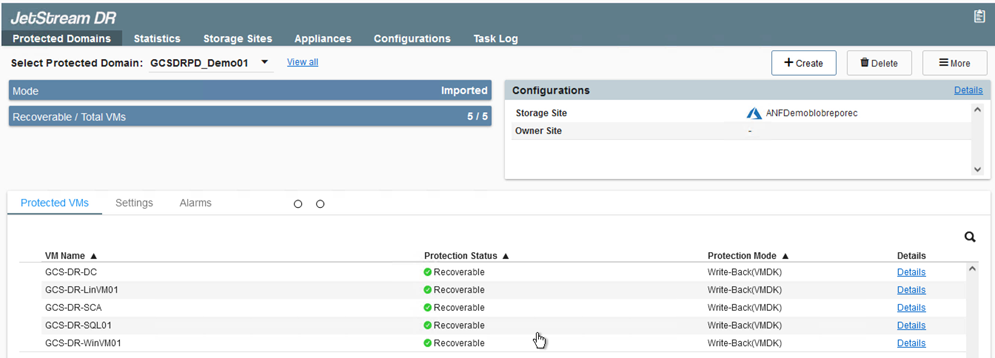 JetStream DR
Protected Domains Statistics Storage Sites Appliances Configurations Task Log
Select Protected Domain: GCSDRPD_Demo01 View all Create Delete More
Mode Imported
Recoverable / Total VMs 5 / 5
Configurations Details
Storage Site ANFDemoblobreporec
Owner Site -
Protected VMs Settings Alarms
VM Name ▲ Protection Status ▲ Protection Mode ▲ Details
GCS-DR-DC Recoverable Write-Back(VMDK) Details
GCS-DR-LinVM01 Recoverable Write-Back(VMDK) Details
GCS-DR-SCA Recoverable Write-Back(VMDK) Details
GCS-DR-SQL01 Recoverable Write-Back(VMDK) Details
GCS-DR-WinVM01 Recoverable Write-Back(VMDK) Details